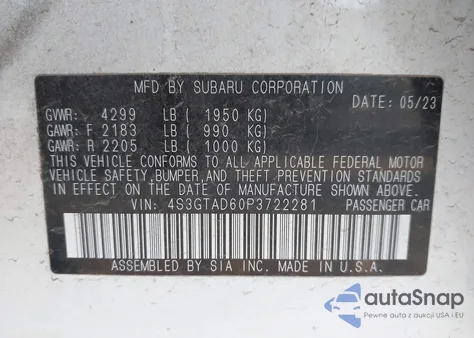 MFD BY SUBARU CORPORATION
DATE: 05/23
GVWR: 4299 LB ( 1950 KG)
GAWR: F 2183 LB ( 990 KG)
GAWR: R 2205 LB ( 1000 KG)
THIS VEHICLE CONFORMS TO ALL APPLICABLE FEDERAL MOTOR
VEHICLE SAFETY, BUMPER, AND THEFT PREVENTION STANDARDS
IN EFFECT ON THE DATE OF MANUFACTURE SHOWN ABOVE.
VIN: 4S3GTAD60P3722281 PASSENGER CAR
ASSEMBLED BY SIA INC. MADE IN U.S.A.
autoSnap
Pewne auta z aukcji USA i EU